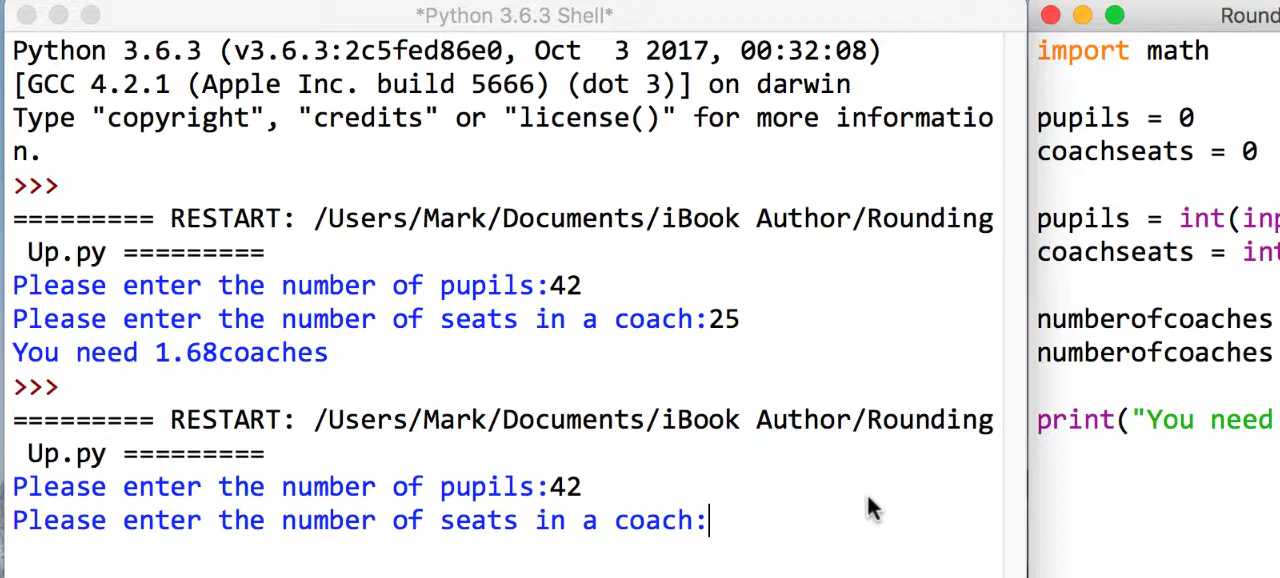 *Python 3.6.3 Shell*
Python 3.6.3 (v3.6.3:2c5fed86e0, Oct  3 2017, 00:32:08)
[GCC 4.2.1 (Apple Inc. build 5666) (dot 3)] on darwin
Type "copyright", "credits" or "license()" for more informatio
n.
>>>
========= RESTART: /Users/Mark/Documents/iBook Author/Rounding
 Up.py =========
Please enter the number of pupils:42
Please enter the number of seats in a coach:25
You need 1.68coaches
>>>
========= RESTART: /Users/Mark/Documents/iBook Author/Rounding
 Up.py =========
Please enter the number of pupils:42
Please enter the number of seats in a coach:
Round
import math
pupils = 0
coachseats = 0
pupils = int(inp
coachseats = int
numberofcoaches
numberofcoaches
print("You need